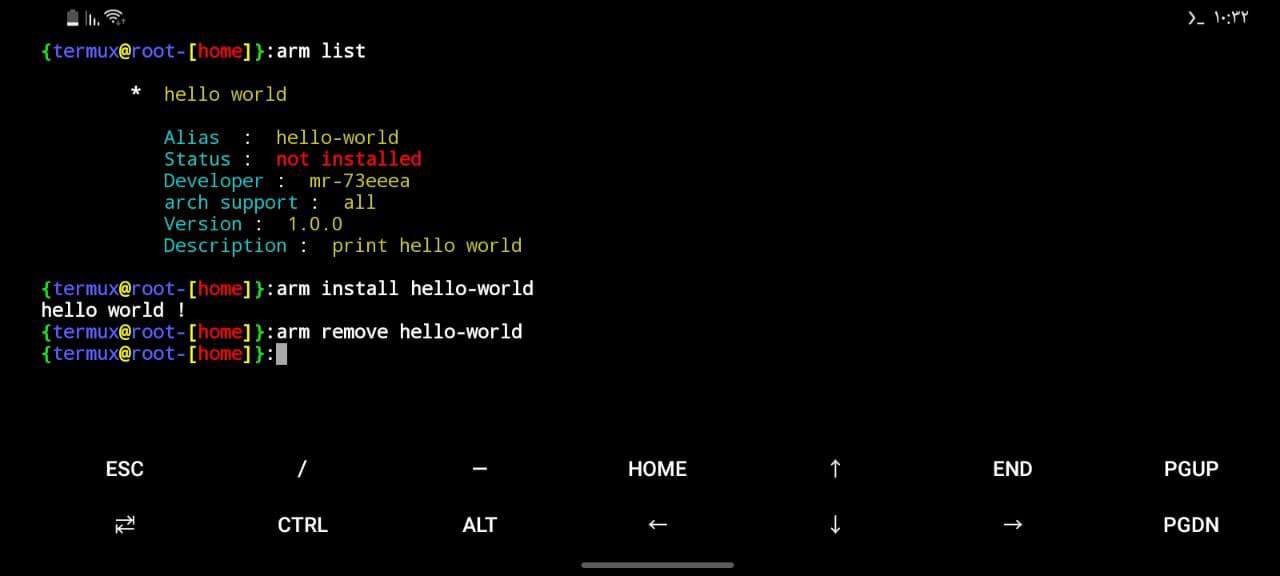 >_ ١٠:٣٢
{termux@root-[home]}:arm list
* hello world
Alias : hello-world
Status : not installed
Developer : mr-73eeea
arch support : all
Version : 1.0.0
Description : print hello world
{termux@root-[home]}:arm install hello-world
hello world !
{termux@root-[home]}:arm remove hello-world
{termux@root-[home]}:
ESC / — HOME ↑ END PGUP
⇄ CTRL ALT ← ↓ → PGDN